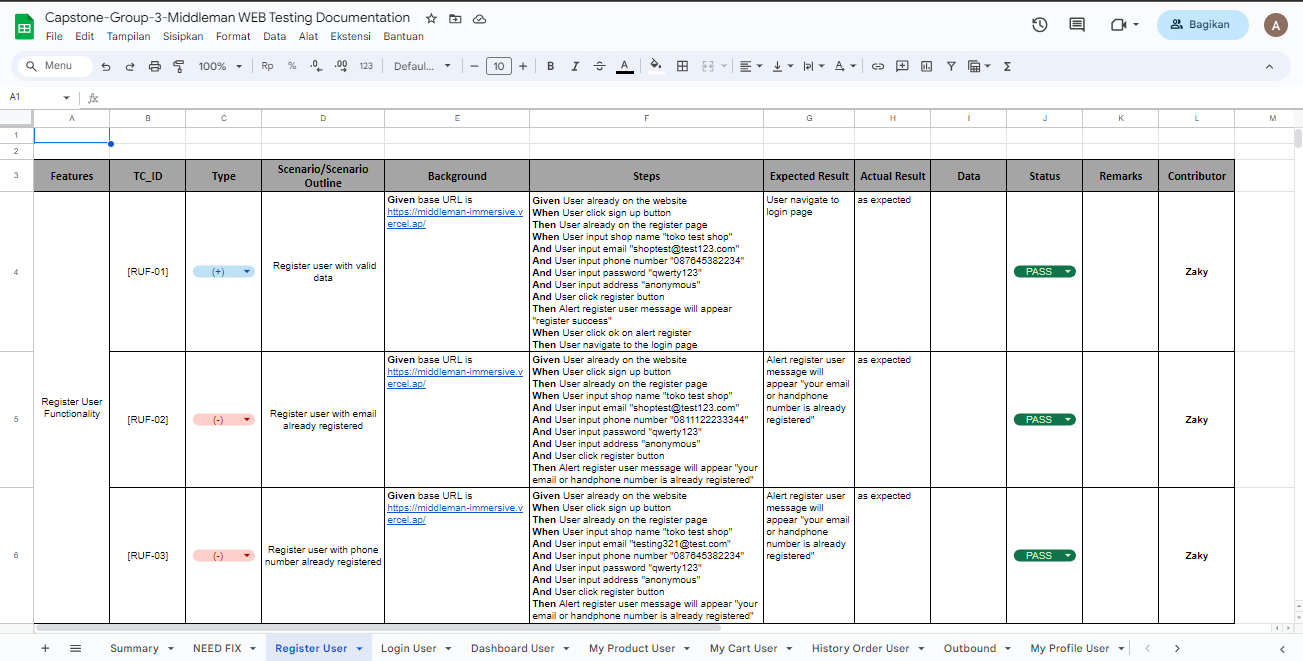 Capstone-Group-3-Middleman WEB Testing Documentation
File Edit Tampilan Sisipkan Format Data Alat Ekstensi Bantuan
Bagikan
A
Menu
100%
Rp % .0 .00 123
Defaul...
10
B I A
A
A1
fx
A B C D E F G H I J K L M
1
2
3
Features
TC_ID
Type
Scenario/Scenario
Outline
Background
Steps
Expected Result
Actual Result
Data
Status
Remarks
Contributor
Register User
Functionality
4
[RUF-01]
(+)
Register user with valid
data
Given base URL is
https://middleman-immersive.v
ercel.ap/
Given User already on the website
When User click sign up button
Then User already on the register page
When User input shop name "toko test shop"
And User input email "shoptest@test123.com"
And User input phone number "087645382234"
And User input password "qwerty123"
And User input address "anonymous"
And User click register button
Then Alert register user message will appear
"register success"
When User click ok on alert register
Then User navigate to the login page
User navigate to
login page
as expected
PASS
Zaky
5
[RUF-02]
(-)
Register user with email
already registered
Given base URL is
https://middleman-immersive.v
ercel.ap/
Given User already on the website
When User click sign up button
Then User already on the register page
When User input shop name "toko test shop"
And User input email "shoptest@test123.com"
And User input phone number "0811122233344"
And User input password "qwerty123"
And User input address "anonymous"
And User click register button
Then Alert register user message will appear "your
email or handphone number is already registered"
Alert register user
message will
appear "your email
or handphone
number is already
registered"
as expected
PASS
Zaky
6
[RUF-03]
(-)
Register user with phone
number already registered
Given base URL is
https://middleman-immersive.v
ercel.ap/
Given User already on the website
When User click sign up button
Then User already on the register page
When User input shop name "toko test shop"
And User input email "testing321@test.com"
And User input phone number "087645382234"
And User input password "qwerty123"
And User input address "anonymous"
And User click register button
Then Alert register user message will appear "your
email or handphone number is already registered"
Alert register user
message will
appear "your email
or handphone
number is already
registered"
as expected
PASS
Zaky
Summary NEED FIX Register User Login User Dashboard User My Product User My Cart User History Order User Outbound My Profile User